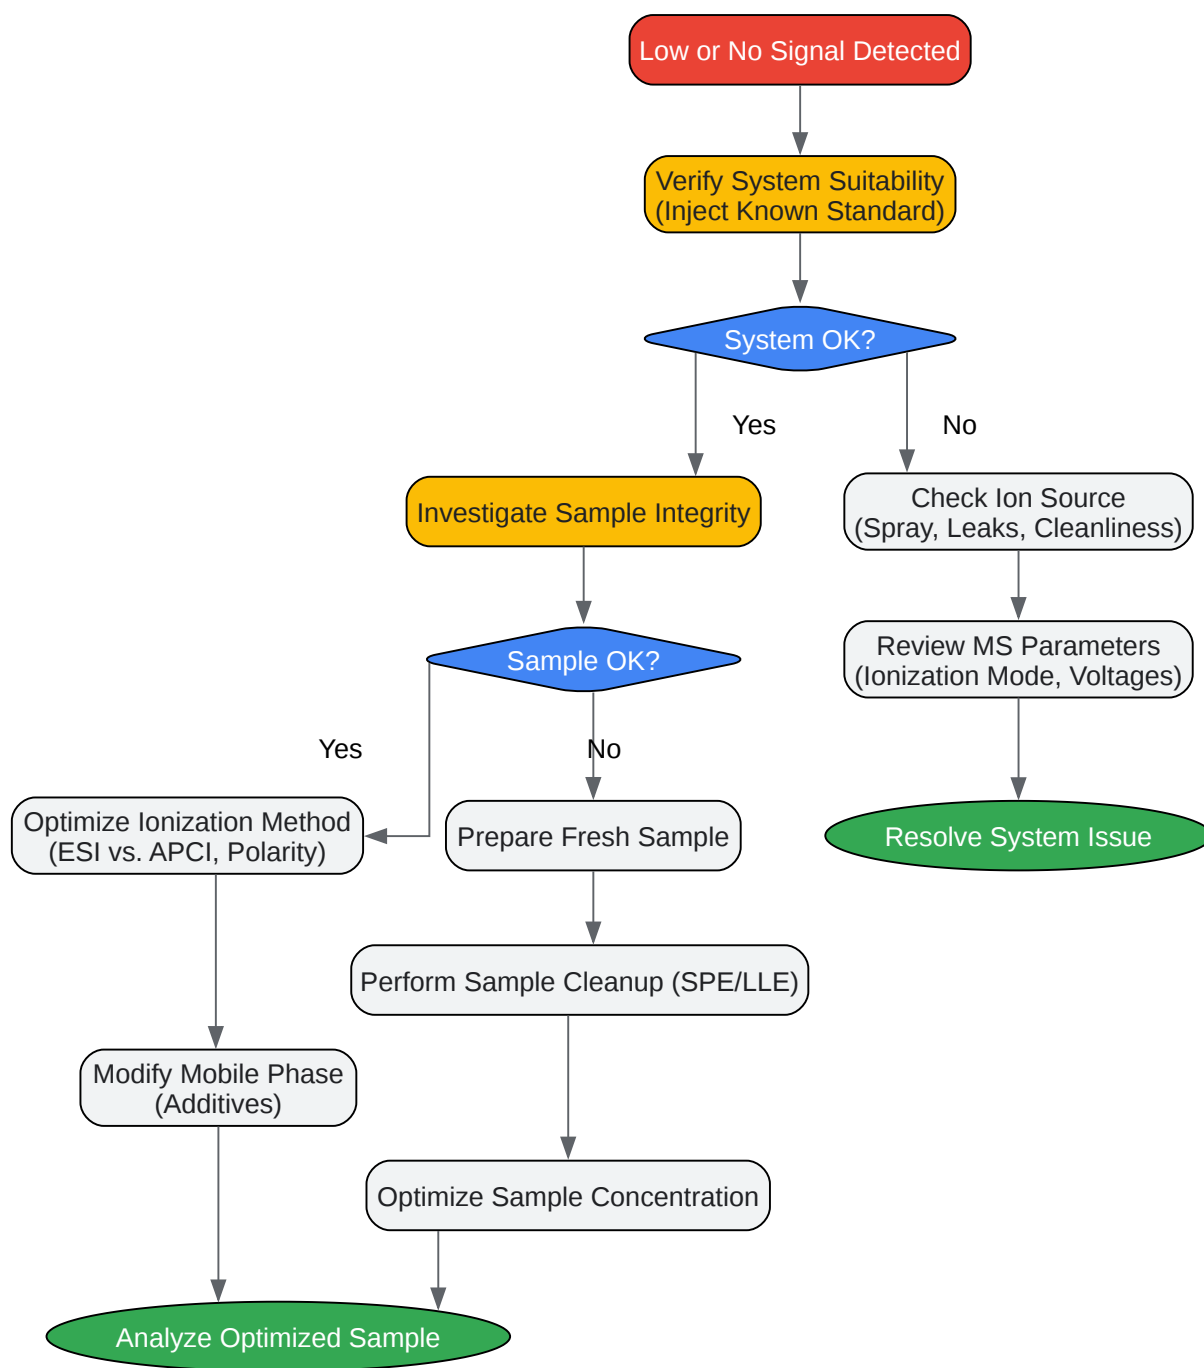 Low or No Signal Detected
Verify System Suitability
(Inject Known Standard)
System OK?
Yes
No
Investigate Sample Integrity
Check Ion Source
(Spray, Leaks, Cleanliness)
Sample OK?
Review MS Parameters
(Ionization Mode, Voltages)
Yes
No
Optimize Ionization Method
(ESI vs. APCI, Polarity)
Prepare Fresh Sample
Resolve System Issue
Perform Sample Cleanup (SPE/LLE)
Modify Mobile Phase
(Additives)
Optimize Sample Concentration
Analyze Optimized Sample